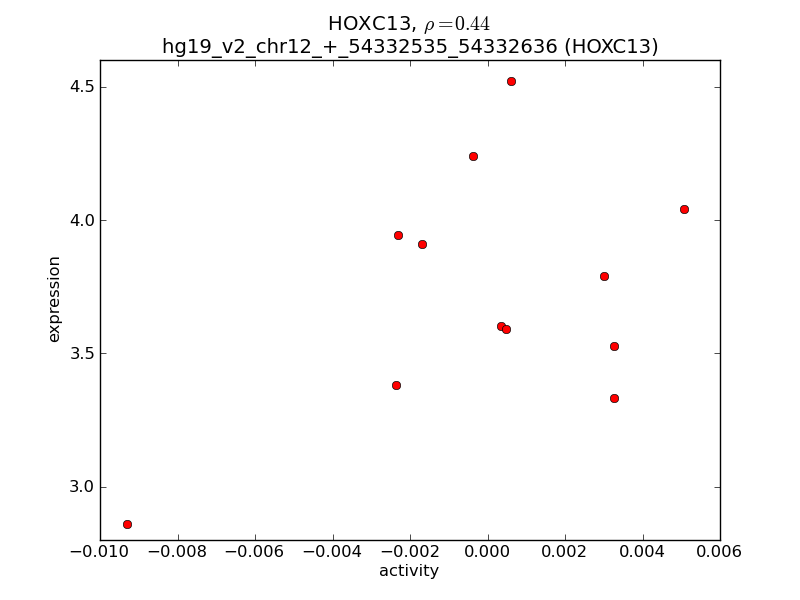 HOXC13, ρ=0.44
hg19_v2_chr12_+_54332535_54332636 (HOXC13)
4.5
4.0
3.5
3.0
expression
−0.010 −0.008 −0.006 −0.004 −0.002 0.000 0.002 0.004 0.006
activity